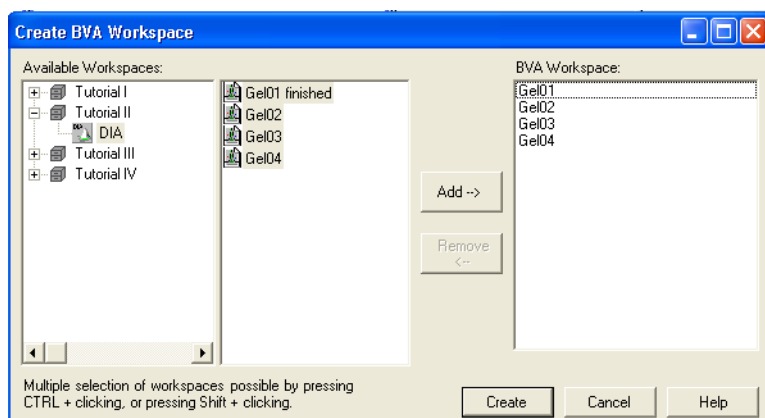 Create BVA Workspace
Available Workspaces:
Tutorial I
Tutorial II
DIA
Tutorial III
Tutorial IV
Gel01 finished
Gel02
Gel03
Gel04
Add -->
Remove
<--
BVA Workspace:
Gel01
Gel02
Gel03
Gel04
Multiple selection of workspaces possible by pressing
CTRL + clicking, or pressing Shift + clicking.
Create
Cancel
Help